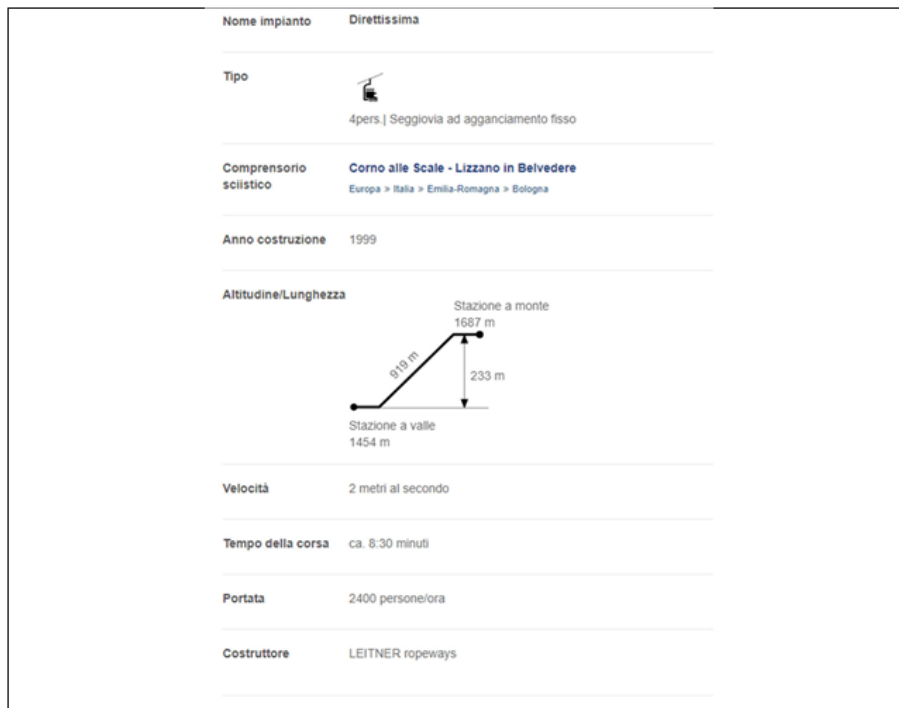 Nome impianto
Direttissima
Tipo
4pers.| Seggiovia ad agganciamento fisso
Comprensorio
sciistico
Corno alle Scale - Lizzano in Belvedere
Europa » Italia » Emilia-Romagna » Bologna
Anno costruzione
1999
Altitudine/Lunghezza
Stazione a monte
1687 m
919 m
233 m
Stazione a valle
1454 m
Velocità
2 metri al secondo
Tempo della corsa
ca. 8:30 minuti
Portata
2400 persone/ora
Costruttore
LEITNER ropeways